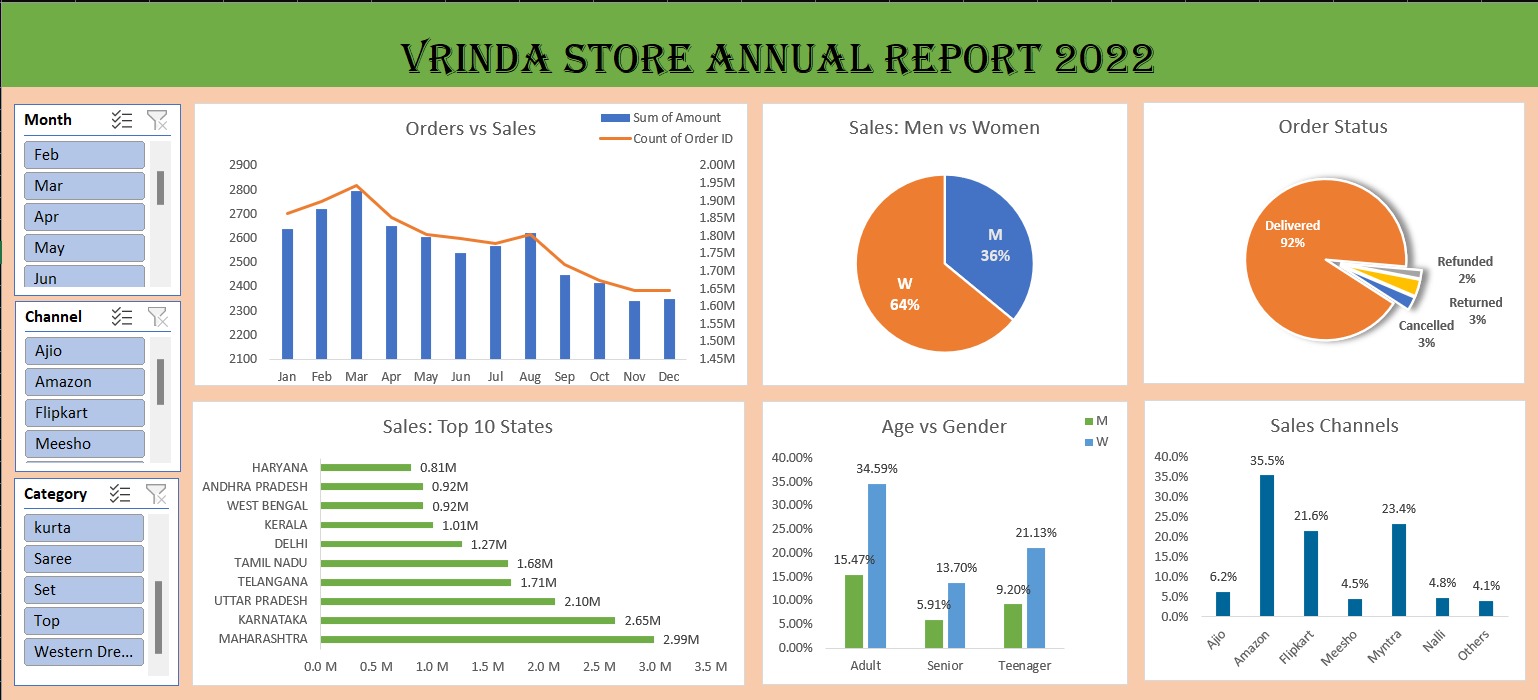 VRINDA STORE ANNUAL REPORT 2022
Month
Feb
Mar
Apr
May
Jun
Channel
Ajio
Amazon
Flipkart
Meesho
Category
kurta
Saree
Set
Top
Western Dre...
Orders vs Sales
Sum of Amount
Count of Order ID
2900
2800
2700
2600
2500
2400
2300
2200
2100
2.00M
1.95M
1.90M
1.85M
1.80M
1.75M
1.70M
1.65M
1.60M
1.55M
1.50M
1.45M
Jan Feb Mar Apr May Jun Jul Aug Sep Oct Nov Dec
Sales: Men vs Women
M
36%
W
64%
Order Status
Delivered
92%
Refunded
2%
Returned
3%
Cancelled
3%
Sales: Top 10 States
HARYANA 0.81M
ANDHRA PRADESH 0.92M
WEST BENGAL 0.92M
KERALA 1.01M
DELHI 1.27M
TAMIL NADU 1.68M
TELANGANA 1.71M
UTTAR PRADESH 2.10M
KARNATAKA 2.65M
MAHARASHTRA 2.99M
0.0 M 0.5 M 1.0 M 1.5 M 2.0 M 2.5 M 3.0 M 3.5 M
Age vs Gender
M
W
40.00%
35.00%
30.00%
25.00%
20.00%
15.00%
10.00%
5.00%
0.00%
15.47%
34.59%
5.91%
13.70%
9.20%
21.13%
Adult Senior Teenager
Sales Channels
40.0%
35.0%
30.0%
25.0%
20.0%
15.0%
10.0%
5.0%
0.0%
6.2%
35.5%
21.6%
4.5%
23.4%
4.8%
4.1%
Ajio Amazon Flipkart Meesho Myntra Nalli Others